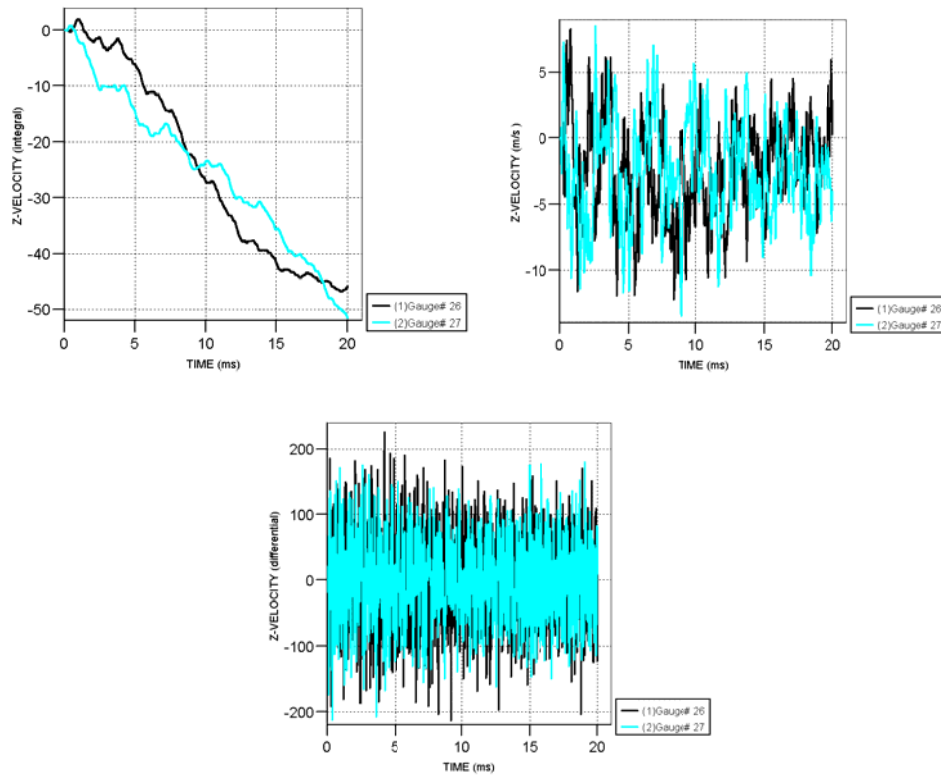 0
-10
-20
-30
-40
-50
Z-VELOCITY (integral)
0 5 10 15 20
TIME (ms)
(1)Gauge# 26
(2)Gauge# 27
5
0
-5
-10
Z-VELOCITY (m/s )
0 5 10 15 20
TIME (ms)
(1)Gauge# 26
(2)Gauge# 27
200
100
0
-100
-200
Z-VELOCITY (differential)
0 5 10 15 20
TIME (ms)
(1)Gauge# 26
(2)Gauge# 27